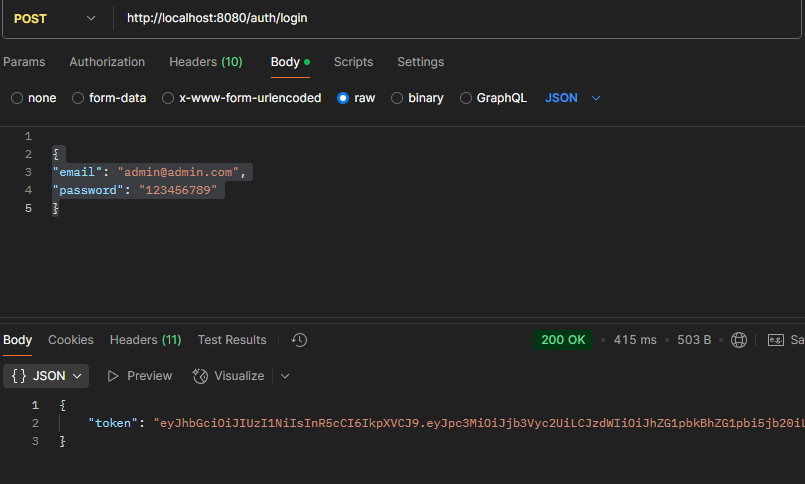 POST http://localhost:8080/auth/login
Params Authorization Headers (10) Body Scripts Settings
none form-data x-www-form-urlencoded raw binary GraphQL JSON
1
2 {
3 "email": "admin@admin.com",
4 "password": "123456789"
5 }
Body Cookies Headers (11) Test Results 200 OK 415 ms 503 B e.g. Sa
{} JSON Preview Visualize
1 {
2 "token": "eyJhbGciOiJIUzI1NiIsInR5cCI6IkpXVCJ9.eyJpc3MiOiJjb3Vyc2UiLCJzdWIiOiJhZG1pbkBhZG1pbi5jb20iL
3 }